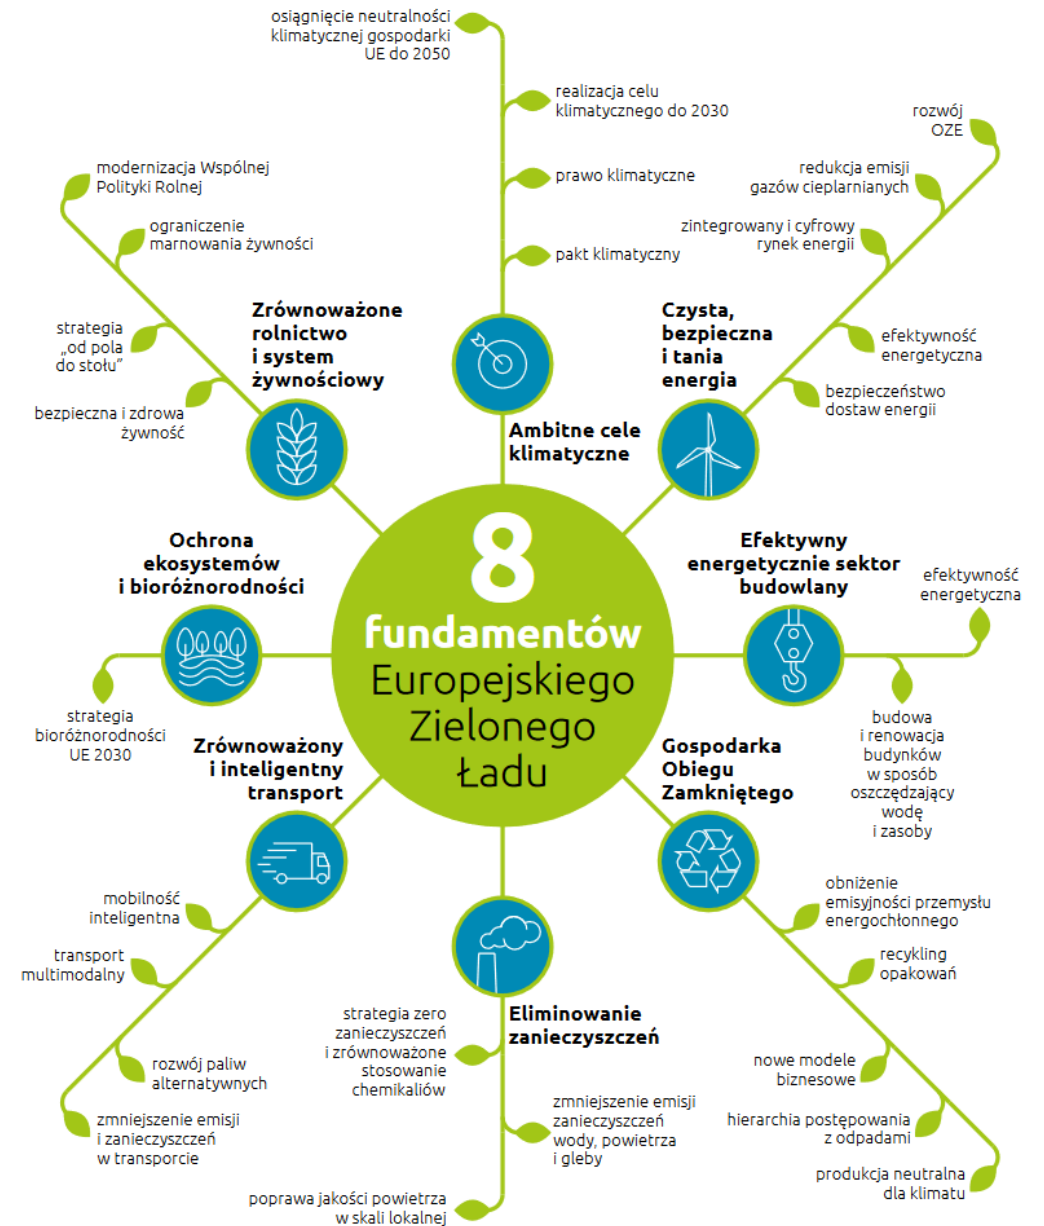 osiągnięcie neutralności
klimatycznej gospodarki
UE do 2050
realizacja celu
klimatycznego do 2030
prawo klimatyczne
pakt klimatyczny
Ambitne cele
klimatyczne
rozwój
OZE
redukcja emisji
gazów cieplarnianych
zintegrowany i cyfrowy
rynek energii
efektywność
energetyczna
bezpieczeństwo
dostaw energii
Czysta,
bezpieczna
i tania
energia
modernizacja Wspólnej
Polityki Rolnej
ograniczenie
marnowania żywności
strategia
„od pola
do stołu”
bezpieczna i zdrowa
żywność
Zrównoważone
rolnictwo
i system
żywnościowy
8
fundamentów
Europejskiego
Zielonego
Ładu
Ochrona
ekosystemów
i bioróżnorodności
strategia
bioróżnorodności
UE 2030
Efektywny
energetycznie sektor
budowlany
efektywność
energetyczna
budowa
i renowacja
budynków
w sposób
oszczędzający
wodę
i zasoby
Zrównoważony
i inteligentny
transport
mobilność
inteligentna
transport
multimodalny
rozwój paliw
alternatywnych
zmniejszenie emisji
i zanieczyszczeń
w transporcie
Gospodarka
Obiegu
Zamkniętego
obniżenie
emisyjności przemysłu
energochłonnego
recykling
opakowań
nowe modele
biznesowe
hierarchia postępowania
z odpadami
produkcja neutralna
dla klimatu
Eliminowanie
zanieczyszczeń
strategia zero
zanieczyszczeń
i zrównoważone
stosowanie
chemikaliów
zmniejszenie emisji
zanieczyszczeń
wody, powietrza
i gleby
poprawa jakości powietrza
w skali lokalnej